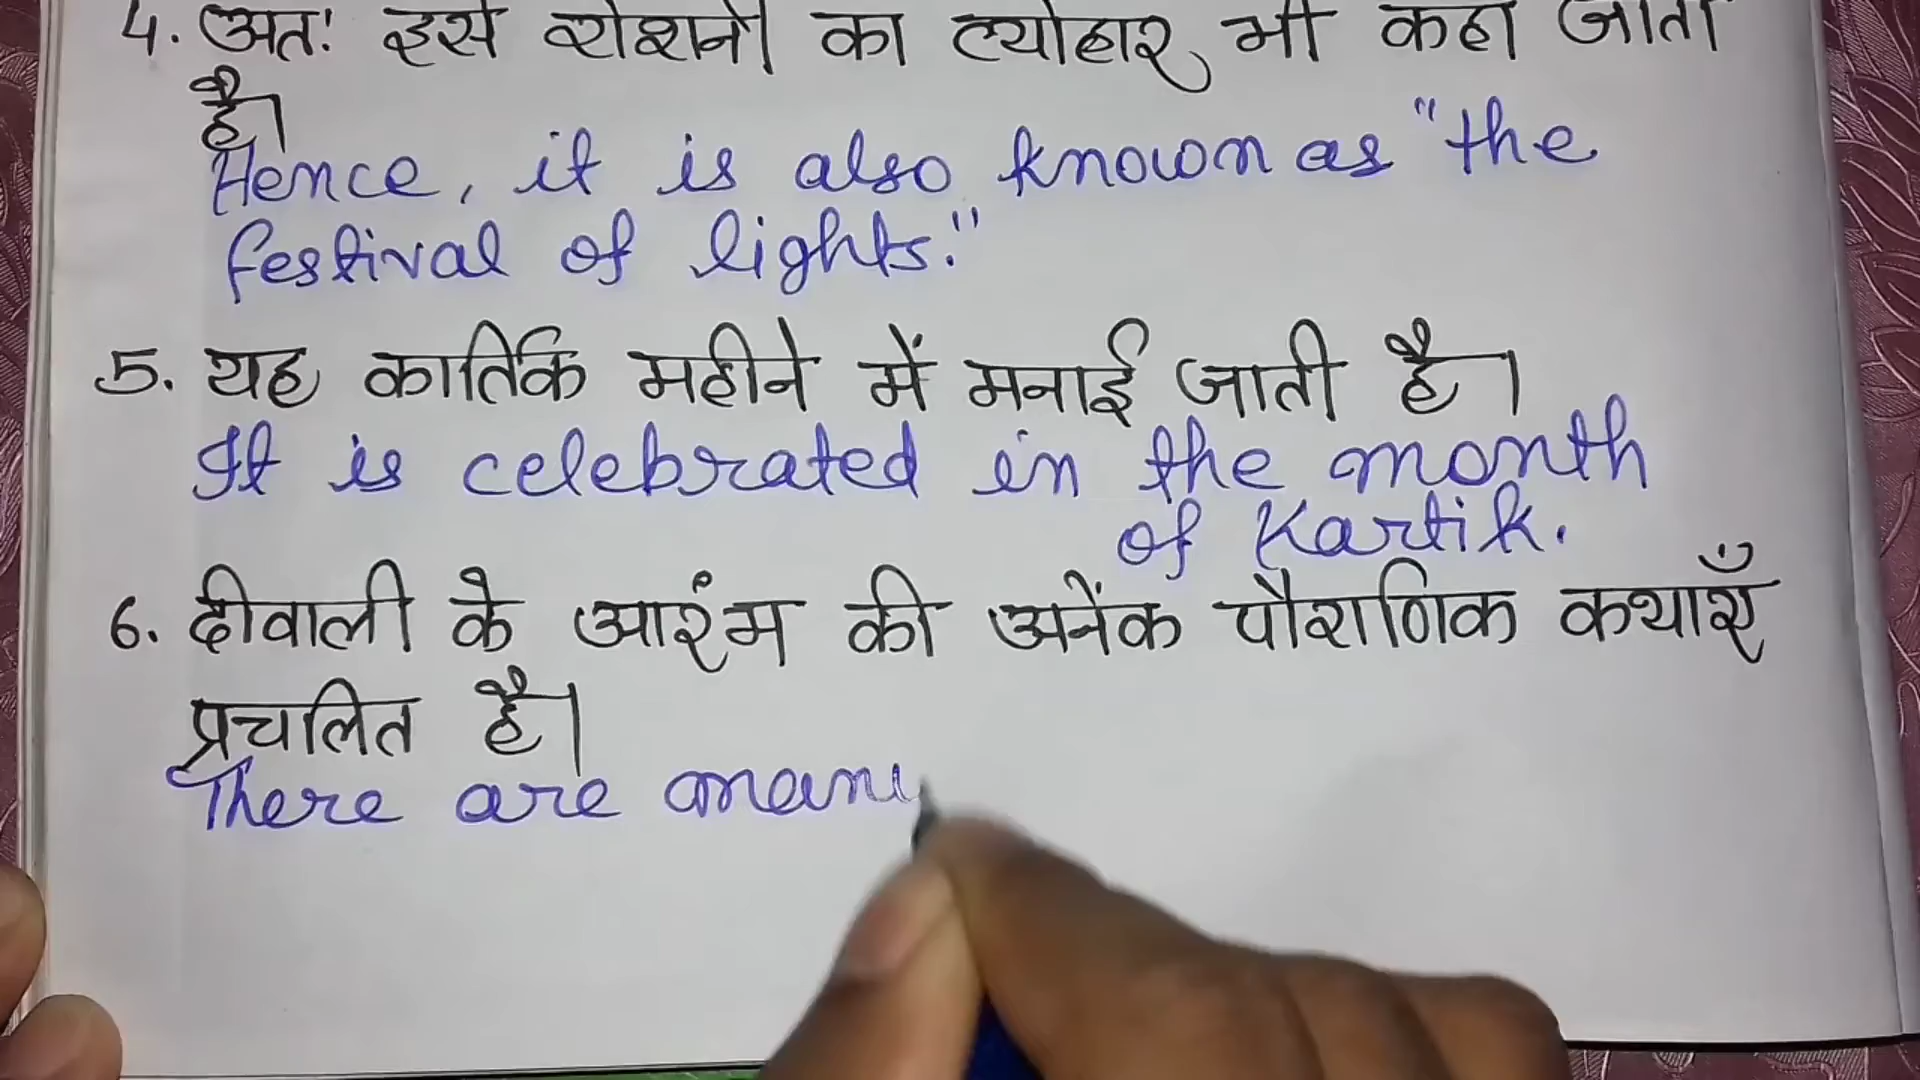 4. अतः इसे रोशनी का त्योहार भी कहा जाता
है।
Hence, it is also known as "the
festival of lights."
5. यह कार्तिक महीने में मनाई जाती है।
It is celebrated in the month
of Kartik.
6. दीवाली के आरंभ की अनेंक पौराणिक कथाएँ
प्रचलित है।
There are many